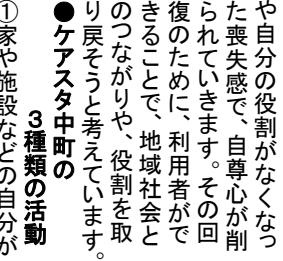 や自分の役割がなくなっ
た喪失感で、自尊心が削
られていきます。その回
復のために、利用者がで
きることで、地域社会と
のつながりや、役割を取
り戻そうと考えています。
●ケアスタ中町の
３種類の活動
①家や施設などの自分が